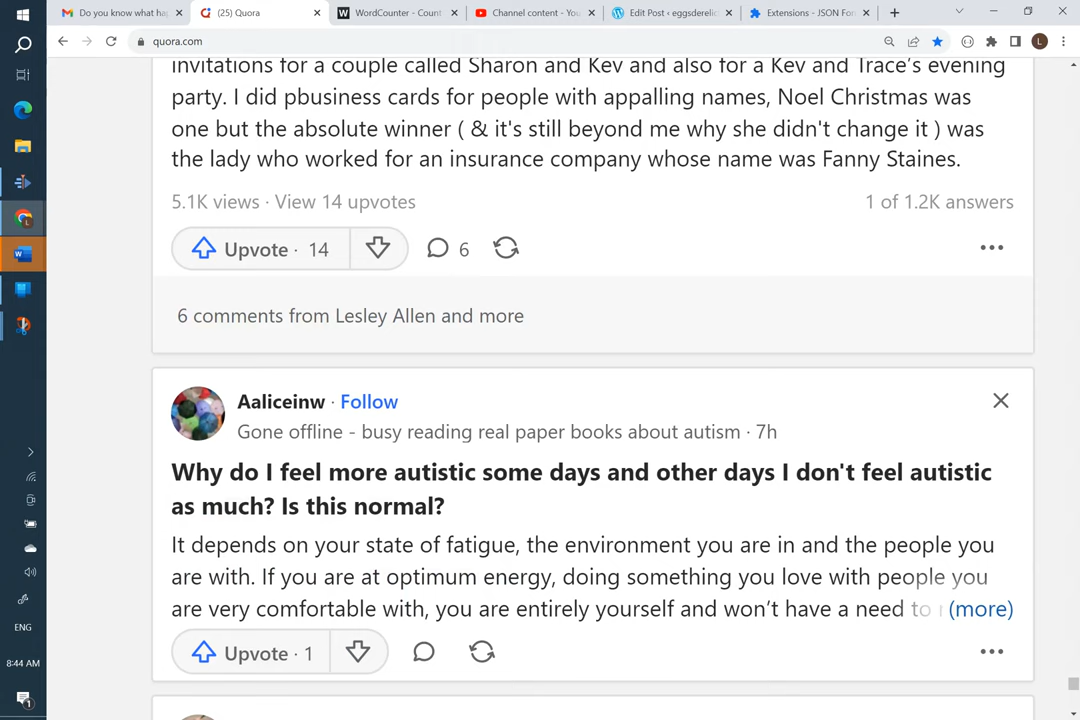 Do you know what ha
(25) Quora
WordCounter - Count
Channel content - You
Edit Post ‹ eggsderelic
Extensions - JSON For
quora.com
L
invitations for a couple called Sharon and Kev and also for a Kev and Trace's evening
party. I did pbusiness cards for people with appalling names, Noel Christmas was
one but the absolute winner ( & it's still beyond me why she didn't change it ) was
the lady who worked for an insurance company whose name was Fanny Staines.
5.1K views · View 14 upvotes
1 of 1.2K answers
Upvote · 14
6
6 comments from Lesley Allen and more
Aaliceinw · Follow
Gone offline - busy reading real paper books about autism · 7h
Why do I feel more autistic some days and other days I don't feel autistic
as much? Is this normal?
It depends on your state of fatigue, the environment you are in and the people you
are with. If you are at optimum energy, doing something you love with people you
are very comfortable with, you are entirely yourself and won't have a need to (more)
Upvote · 1
ENG
8:44 AM
1